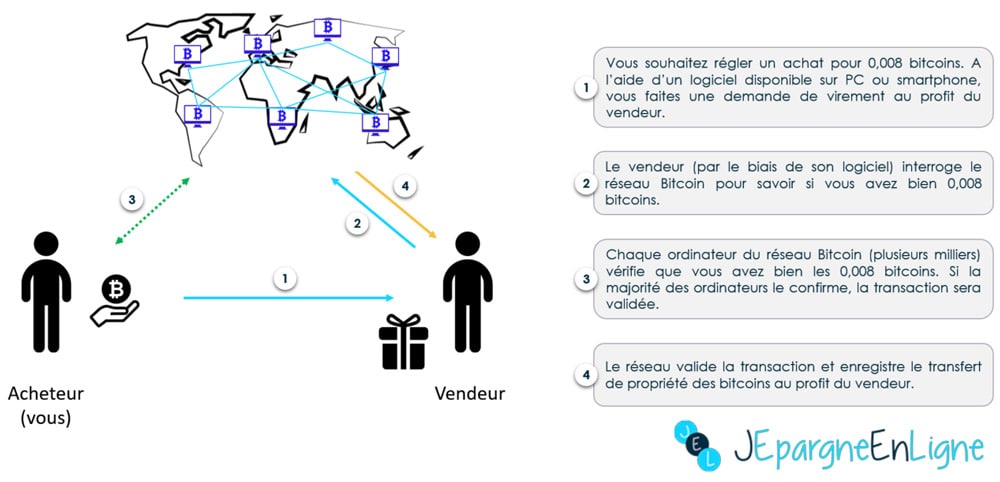 3
4
2
1
Acheteur
(vous)
Vendeur
1
Vous souhaitez régler un achat pour 0,008 bitcoins. A
l'aide d'un logiciel disponible sur PC ou smartphone,
vous faites une demande de virement au profit du
vendeur.
2
Le vendeur (par le biais de son logiciel) interroge le
réseau Bitcoin pour savoir si vous avez bien 0,008
bitcoins.
3
Chaque ordinateur du réseau Bitcoin (plusieurs milliers)
vérifie que vous avez bien les 0,008 bitcoins. Si la
majorité des ordinateurs le confirme, la transaction sera
validée.
4
Le réseau valide la transaction et enregistre le transfert
de propriété des bitcoins au profit du vendeur.
J
E
L
JEpargneEnLigne